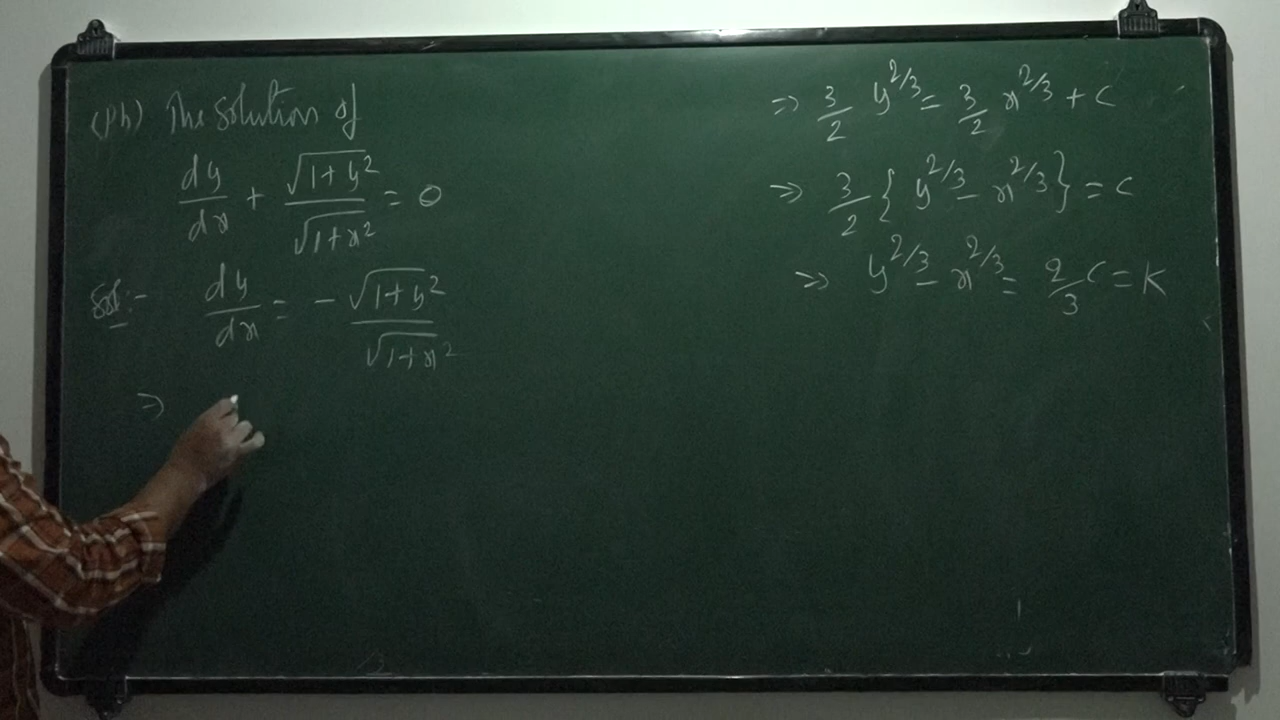 (Pb) The solution of
dy/dx + √(1+y²)/√(1+x²) = 0
Sol:- dy/dx = - √(1+y²)/√(1+x²)
⇒
⇒ 3/2 y^2/3 = 3/2 x^2/3 + C
⇒ 3/2 { y^2/3 - x^2/3 } = C
⇒ y^2/3 - x^2/3 = 2/3 C = K